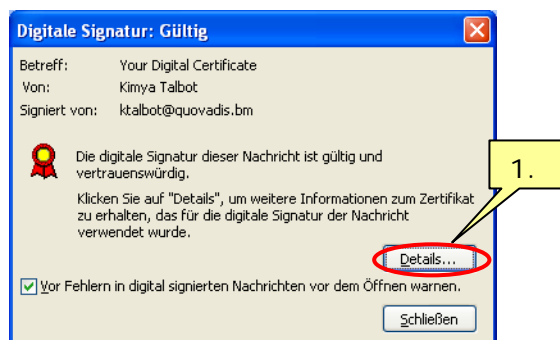 Digitale Signatur: Gültig
Betreff: Your Digital Certificate
Von: Kimya Talbot
Signiert von: ktalbot@quovadis.bm
Die digitale Signatur dieser Nachricht ist gültig und
vertrauenswürdig.
1.
Klicken Sie auf "Details", um weitere Informationen zum Zertifikat
zu erhalten, das für die digitale Signatur der Nachricht
verwendet wurde.
Details...
Vor Fehlern in digital signierten Nachrichten vor dem Öffnen warnen.
Schließen